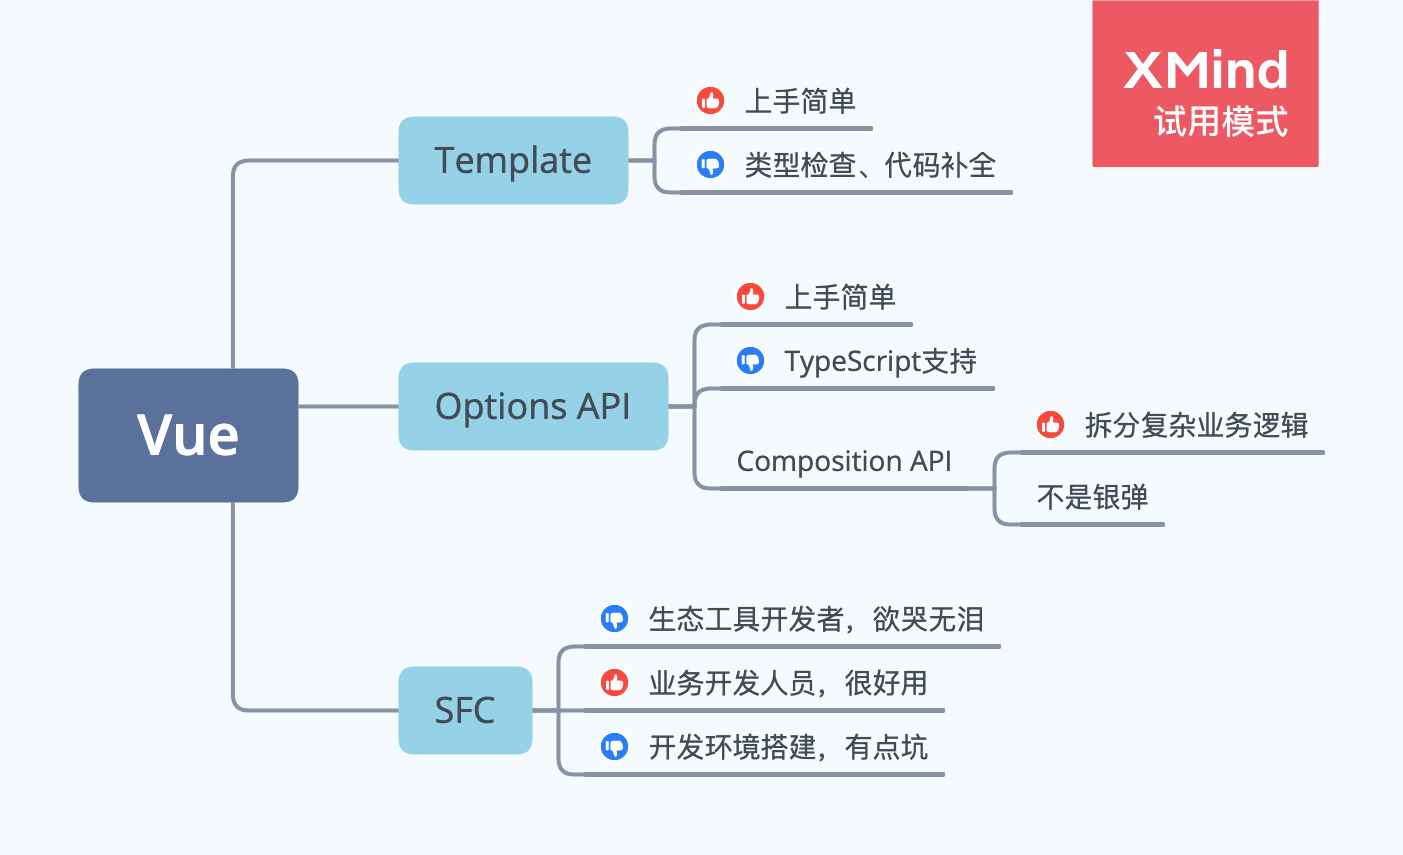 XMind
试用模式
Vue
Template
上手简单
类型检查、代码补全
Options API
上手简单
TypeScript支持
Composition API
拆分复杂业务逻辑
不是银弹
SFC
生态工具开发者，欲哭无泪
业务开发人员，很好用
开发环境搭建，有点坑